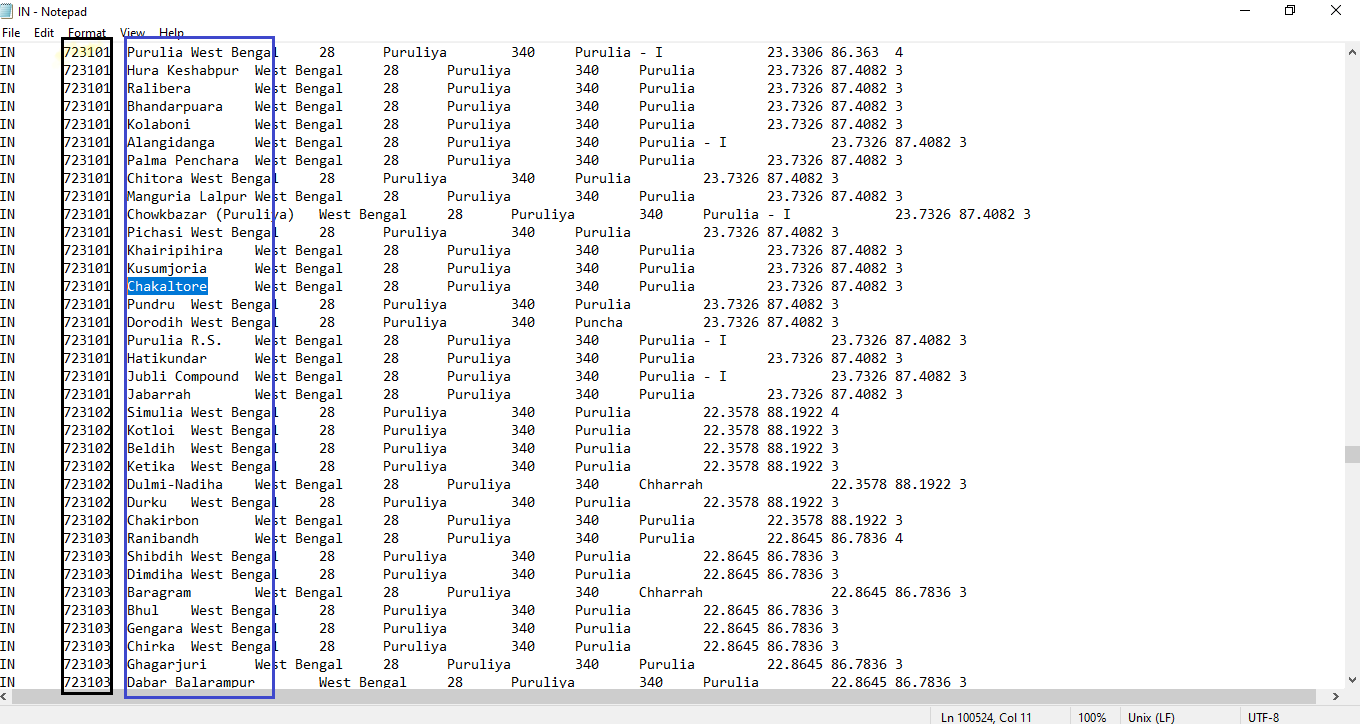 IN - Notepad
File Edit Format View Help
IN 723101 Purulia West Bengal 28 Puruliya 340 Purulia - I 23.3306 86.363 4
IN 723101 Hura Keshabpur West Bengal 28 Puruliya 340 Purulia 23.7326 87.4082 3
IN 723101 Ralibera West Bengal 28 Puruliya 340 Purulia 23.7326 87.4082 3
IN 723101 Bhandarpuara West Bengal 28 Puruliya 340 Purulia 23.7326 87.4082 3
IN 723101 Kolaboni West Bengal 28 Puruliya 340 Purulia 23.7326 87.4082 3
IN 723101 Alangidanga West Bengal 28 Puruliya 340 Purulia - I 23.7326 87.4082 3
IN 723101 Palma Penchara West Bengal 28 Puruliya 340 Purulia 23.7326 87.4082 3
IN 723101 Chitora West Bengal 28 Puruliya 340 Purulia 23.7326 87.4082 3
IN 723101 Manguria Lalpur West Bengal 28 Puruliya 340 Purulia 23.7326 87.4082 3
IN 723101 Chowkbazar (Puruliya) West Bengal 28 Puruliya 340 Purulia - I 23.7326 87.4082 3
IN 723101 Pichasi West Bengal 28 Puruliya 340 Purulia 23.7326 87.4082 3
IN 723101 Khairipihira West Bengal 28 Puruliya 340 Purulia 23.7326 87.4082 3
IN 723101 Kusumjoria West Bengal 28 Puruliya 340 Purulia 23.7326 87.4082 3
IN 723101 Chakaltore West Bengal 28 Puruliya 340 Purulia 23.7326 87.4082 3
IN 723101 Pundru West Bengal 28 Puruliya 340 Purulia 23.7326 87.4082 3
IN 723101 Dorodih West Bengal 28 Puruliya 340 Puncha 23.7326 87.4082 3
IN 723101 Purulia R.S. West Bengal 28 Puruliya 340 Purulia - I 23.7326 87.4082 3
IN 723101 Hatikundar West Bengal 28 Puruliya 340 Purulia 23.7326 87.4082 3
IN 723101 Jubli Compound West Bengal 28 Puruliya 340 Purulia - I 23.7326 87.4082 3
IN 723101 Jabarrah West Bengal 28 Puruliya 340 Purulia 23.7326 87.4082 3
IN 723102 Simulia West Bengal 28 Puruliya 340 Purulia 22.3578 88.1922 4
IN 723102 Kotloi West Bengal 28 Puruliya 340 Purulia 22.3578 88.1922 3
IN 723102 Beldih West Bengal 28 Puruliya 340 Purulia 22.3578 88.1922 3
IN 723102 Ketika West Bengal 28 Puruliya 340 Purulia 22.3578 88.1922 3
IN 723102 Dulmi-Nadiha West Bengal 28 Puruliya 340 Chharrah 22.3578 88.1922 3
IN 723102 Durku West Bengal 28 Puruliya 340 Purulia 22.3578 88.1922 3
IN 723102 Chakirbon West Bengal 28 Puruliya 340 Purulia 22.3578 88.1922 3
IN 723103 Ranibandh West Bengal 28 Puruliya 340 Purulia 22.8645 86.7836 4
IN 723103 Shibdih West Bengal 28 Puruliya 340 Purulia 22.8645 86.7836 3
IN 723103 Dimdiha West Bengal 28 Puruliya 340 Purulia 22.8645 86.7836 3
IN 723103 Baragram West Bengal 28 Puruliya 340 Chharrah 22.8645 86.7836 3
IN 723103 Bhul West Bengal 28 Puruliya 340 Purulia 22.8645 86.7836 3
IN 723103 Gengara West Bengal 28 Puruliya 340 Purulia 22.8645 86.7836 3
IN 723103 Chirka West Bengal 28 Puruliya 340 Purulia 22.8645 86.7836 3
IN 723103 Ghagarjuri West Bengal 28 Puruliya 340 Purulia 22.8645 86.7836 3
IN 723103 Dabar Balarampur West Bengal 28 Puruliya 340 Purulia 22.8645 86.7836 3
Ln 100524, Col 11 100% Unix (LF) UTF-8